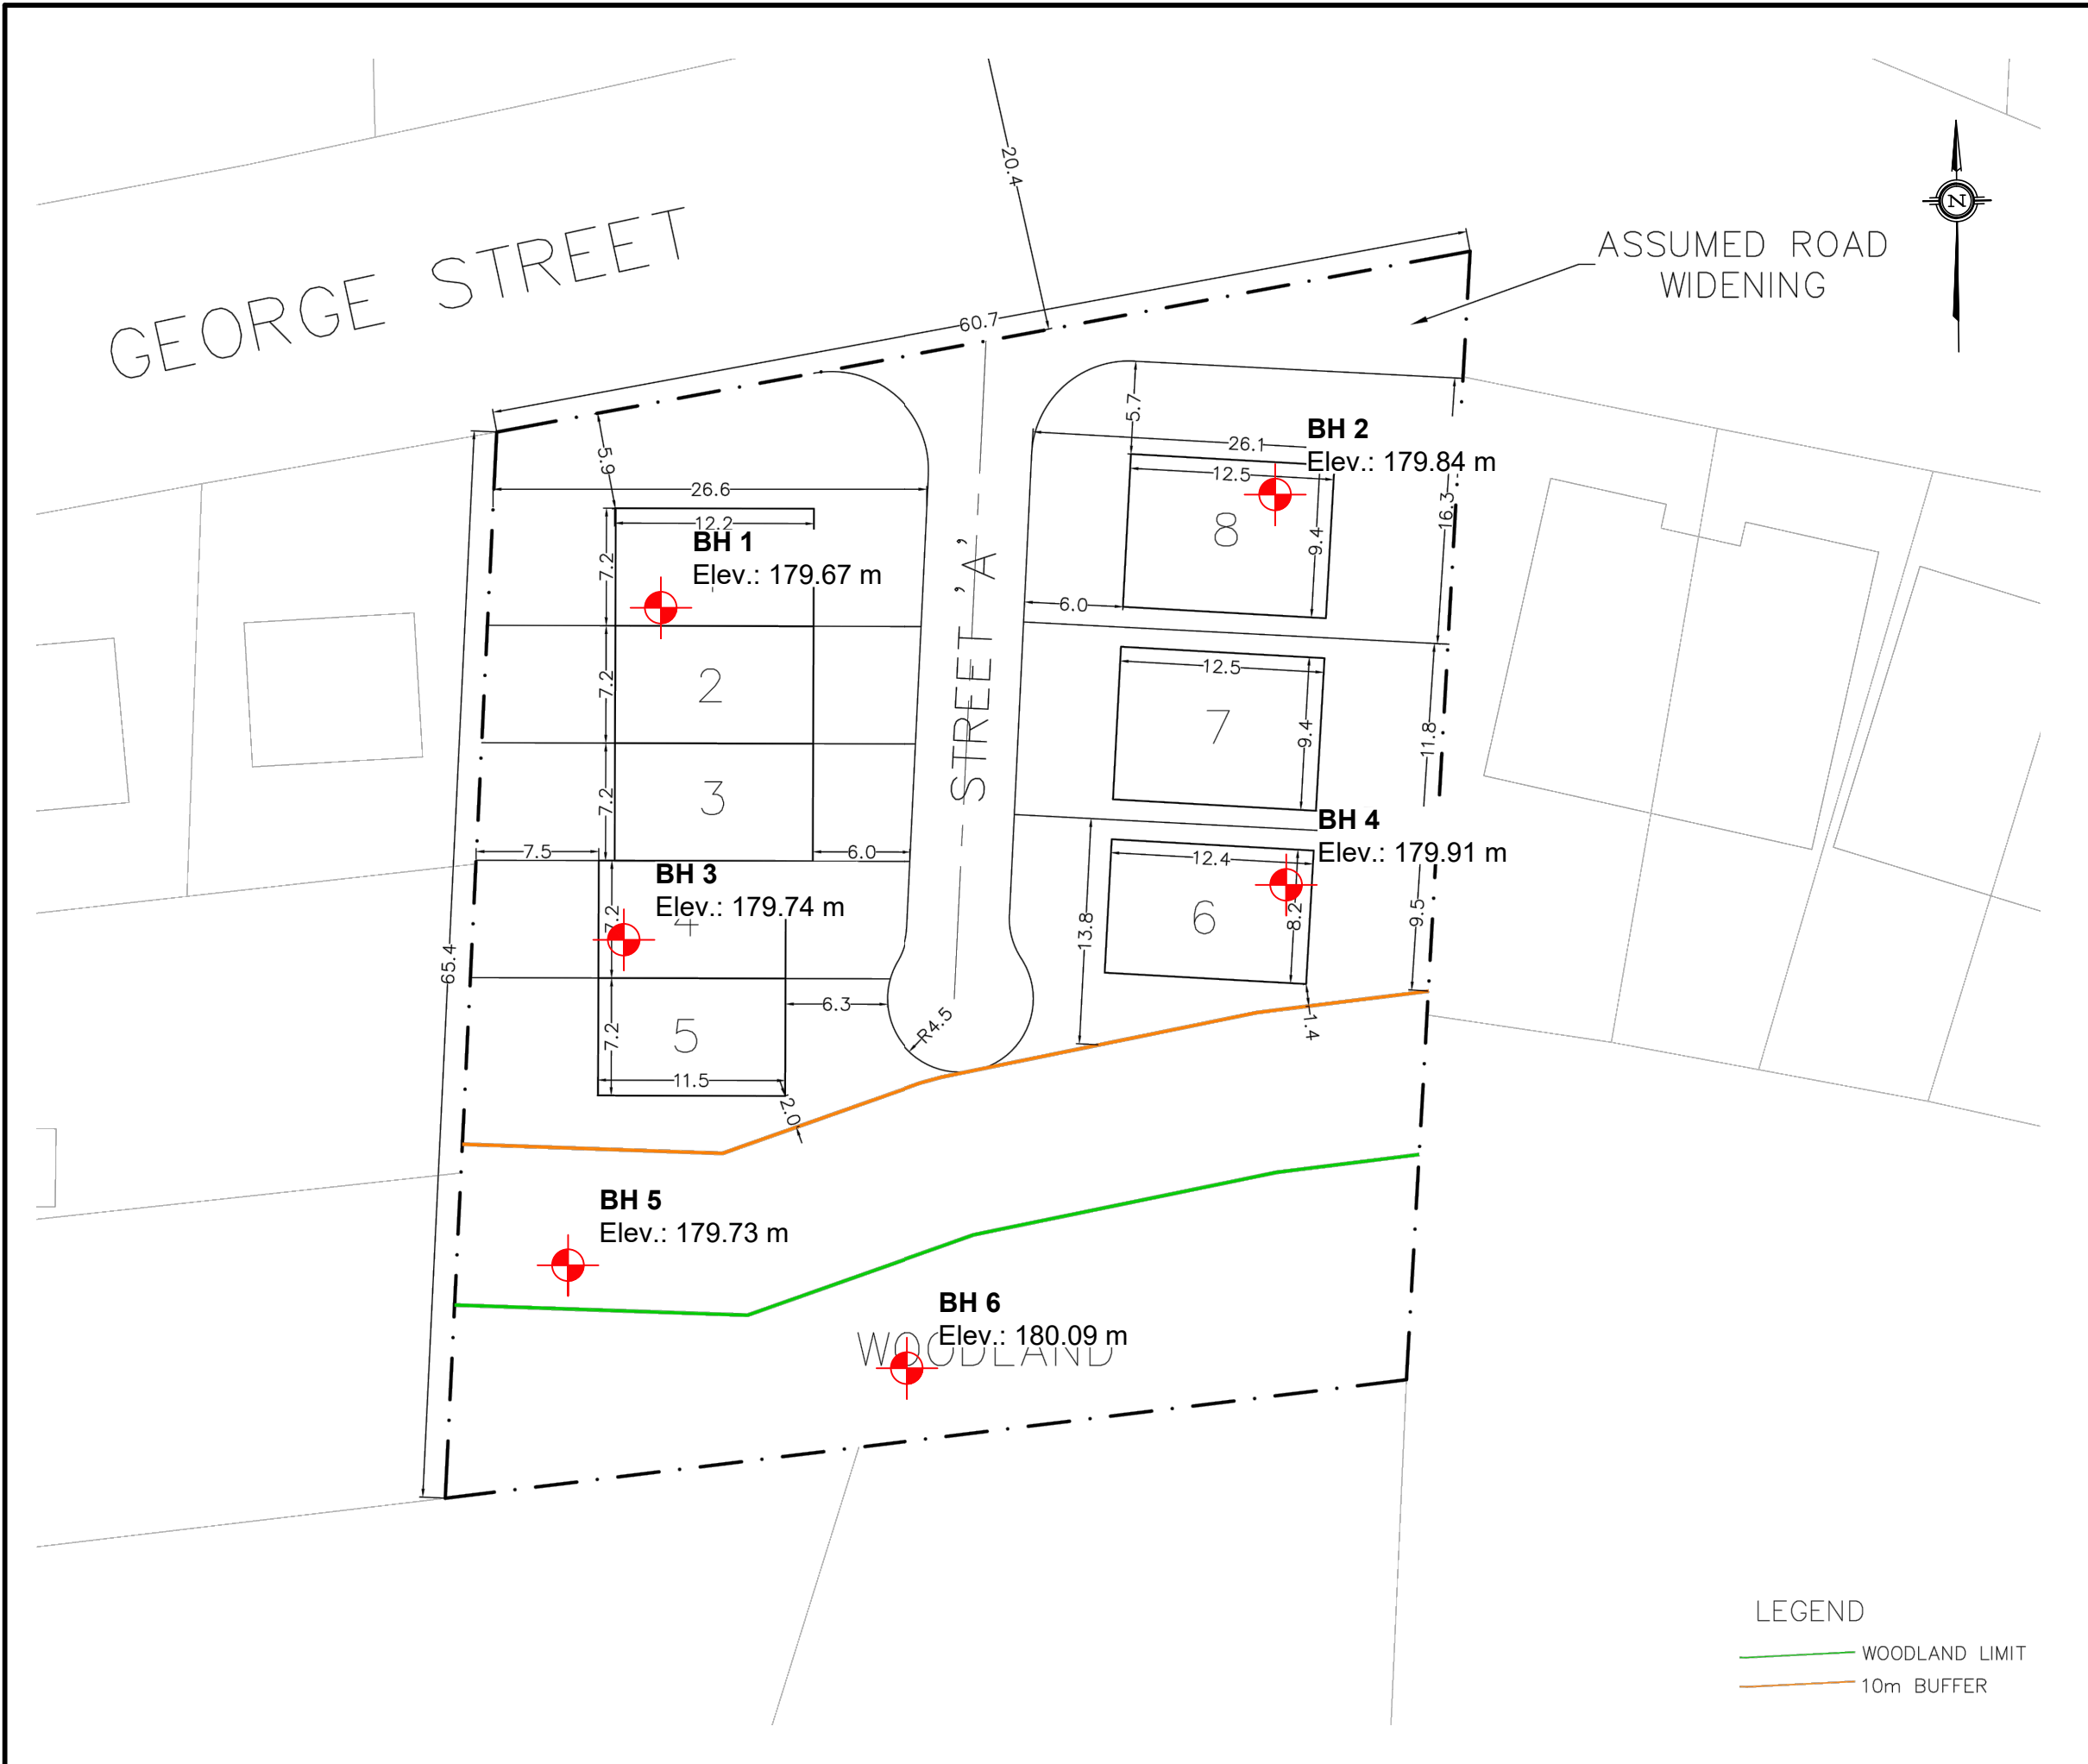 20.4
N
ASSUMED ROAD
WIDENING
GEORGE STREET
60.7
5.7
BH 2
26.1
Elev.: 179.84 m
12.5
5.9
26.6
16.3
12.2
8
9.4
BH 1
Elev.: 179.67 m
7.2
STREET 'A'
6.0
7.2
2
12.5
7
9.4
11.8
7.2
3
BH 4
7.5
6.0
Elev.: 179.91 m
12.4
BH 3
Elev.: 179.74 m
7.2
4
13.8
6
8.2
9.5
65.4
6.3
R4.5
7.2
5
1.4
11.5
2.0
BH 5
Elev.: 179.73 m
BH 6
Elev.: 180.09 m
WOODLAND
LEGEND
WOODLAND LIMIT
10m BUFFER